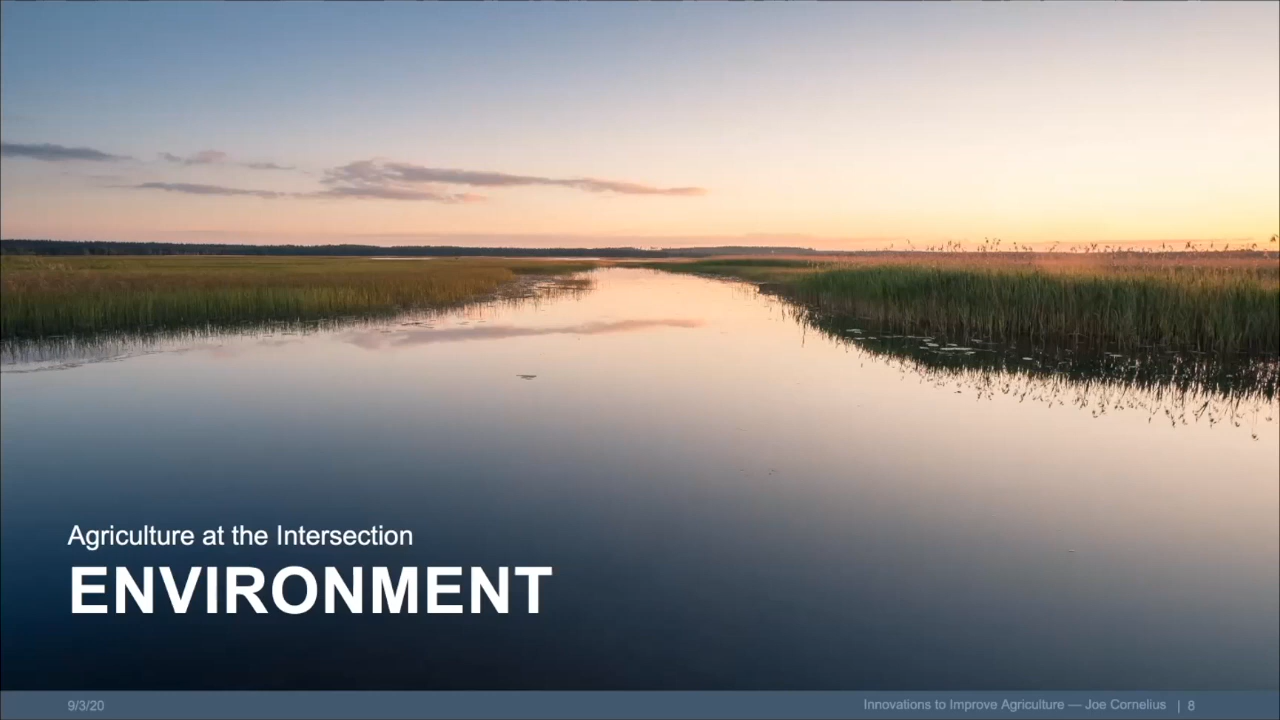 Agriculture at the Intersection
ENVIRONMENT
9/3/20
Innovations to Improve Agriculture — Joe Cornelius | 8